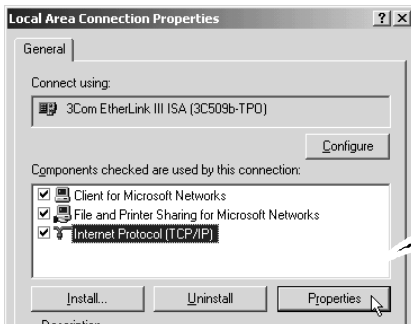 Local Area Connection Properties
General
Connect using:
3Com EtherLink III ISA (3C509b-TPO)
Configure
Components checked are used by this connection:
Client for Microsoft Networks
File and Printer Sharing for Microsoft Networks
Internet Protocol (TCP/IP)
Install... Uninstall Properties
Description